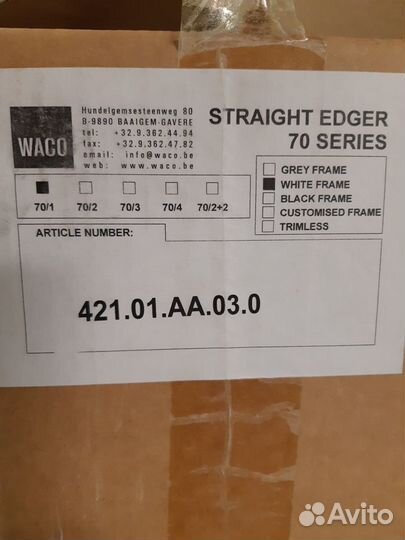 WACO
Hundelgemsesteenweg 80
B-9890 BAAIGEM-GAVERE
tel: +32.9.362.44.94
fax: +32.9.362.47.82
email: info@waco.be
web: www.waco.be
STRAIGHT EDGER
70 SERIES
GREY FRAME
WHITE FRAME
BLACK FRAME
CUSTOMISED FRAME
TRIMLESS
70/1 70/2 70/3 70/4 70/2+2
ARTICLE NUMBER:
421.01.AA.03.0
Avito